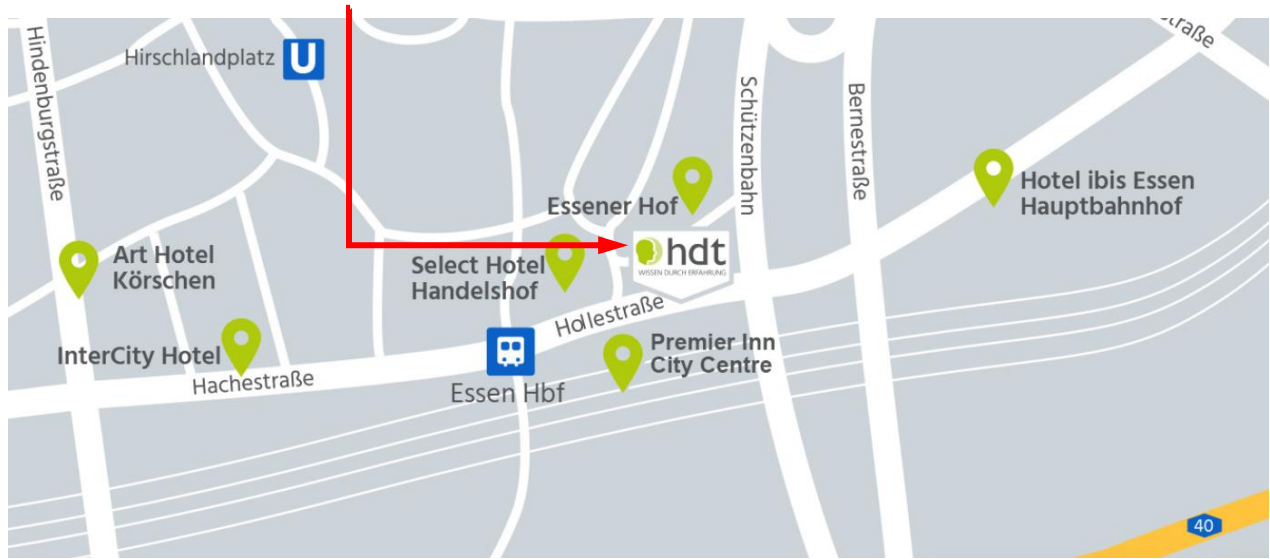 Hindenburgstraße
Hirschlandplatz
U
Schützenbahn
Bernestraße
straße
Essener Hof
Hotel ibis Essen
Hauptbahnhof
hdt
WISSEN DURCH ERFAHRUNG
Art Hotel
Körschen
Select Hotel
Handelshof
Hollestraße
InterCity Hotel
Hachestraße
Essen Hbf
Premier Inn
City Centre
40